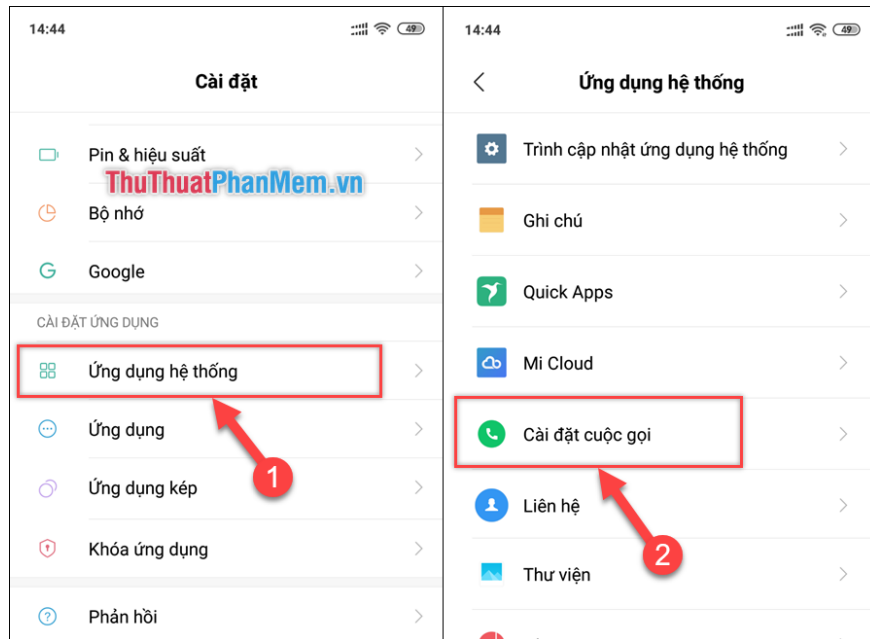 14:44
49
Cài đặt
Pin & hiệu suất
ThuThuatPhanMem.vn
Bộ nhớ
Google
CÀI ĐẶT ỨNG DỤNG
Ứng dụng hệ thống
Ứng dụng
1
Ứng dụng kép
Khóa ứng dụng
Phản hồi
14:44
49
Ứng dụng hệ thống
Trình cập nhật ứng dụng hệ thống
Ghi chú
Quick Apps
Mi Cloud
Cài đặt cuộc gọi
Liên hệ
2
Thư viện